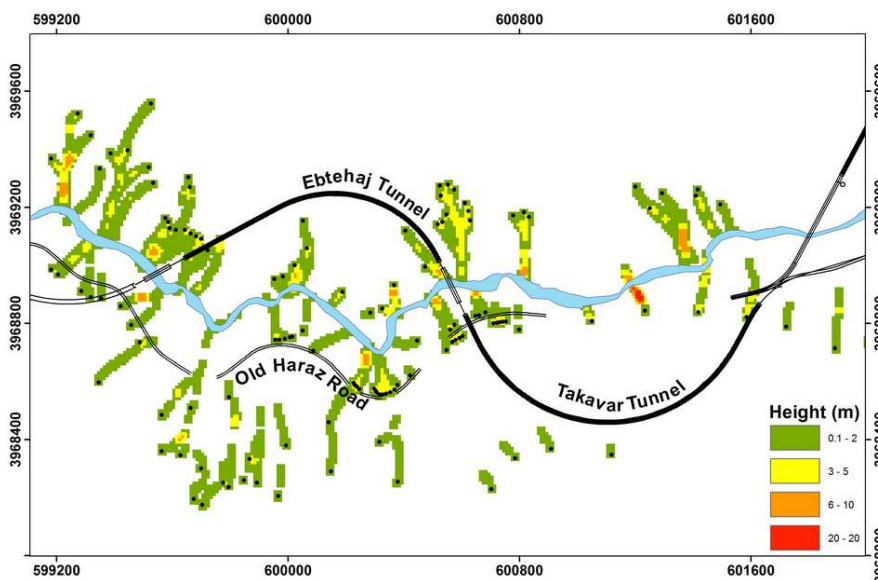 599200 600000 600800 601600
3969600
3969200
3968800
3968400
Ebtehaj Tunnel
Old Haraz Road
Takavar Tunnel
Height (m)
0.1 - 2
3 - 5
6 - 10
20 - 20
599200 600000 600800 601600